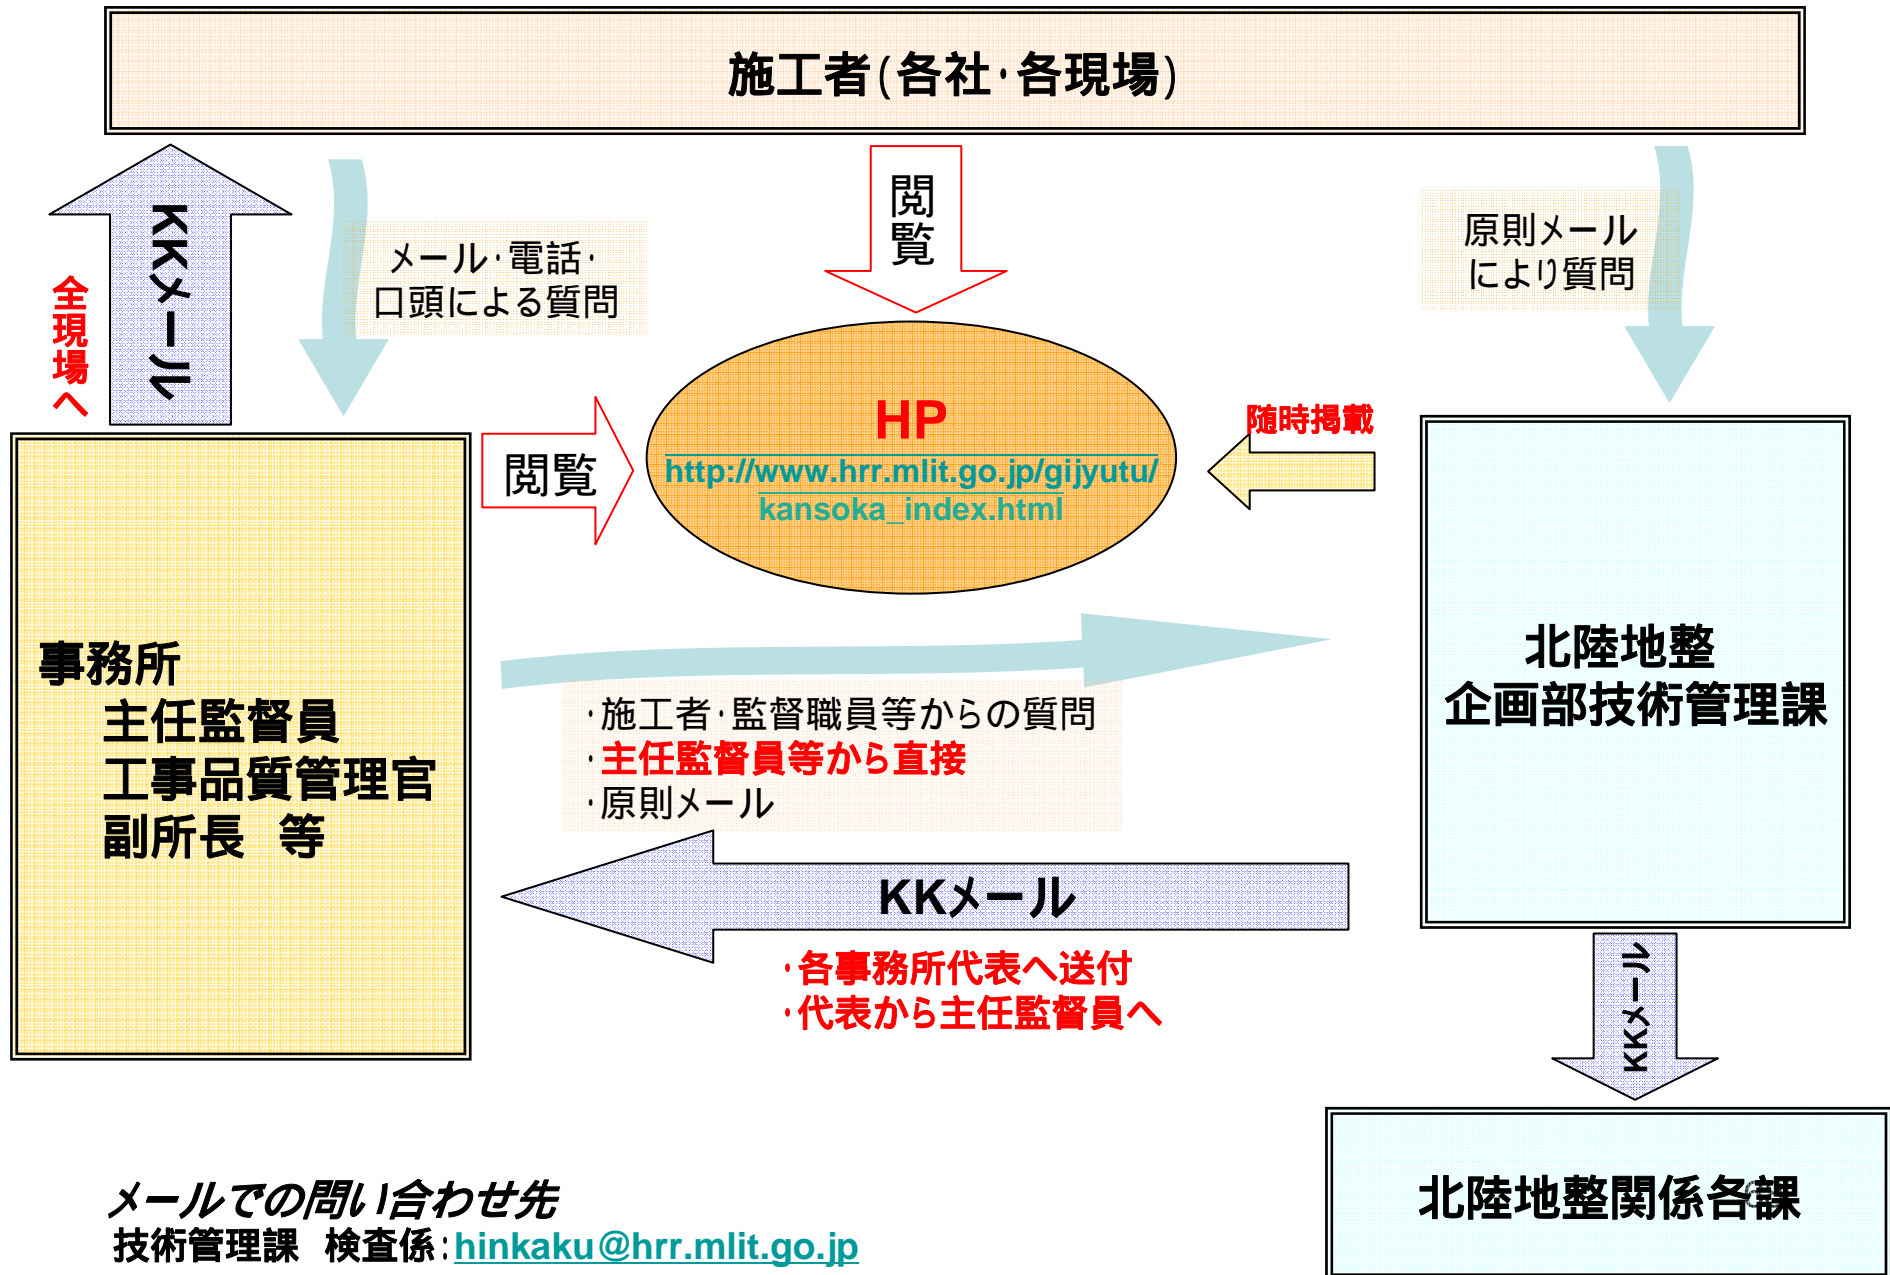 施工者(各社・各現場)
KKメール
全現場へ
メール・電話・
口頭による質問
閲覧
原則メール
により質問
HP
http://www.hrr.mlit.go.jp/gijyutu/
kansoka_index.html
随時掲載
閲覧
事務所
主任監督員
工事品質管理官
副所長 等
北陸地整
企画部技術管理課
・施工者・監督職員等からの質問
・主任監督員等から直接
・原則メール
KKメール
・各事務所代表へ送付
・代表から主任監督員へ
KKメール
北陸地整関係各課
メールでの問い合わせ先
技術管理課 検査係:hinkaku@hrr.mlit.go.jp